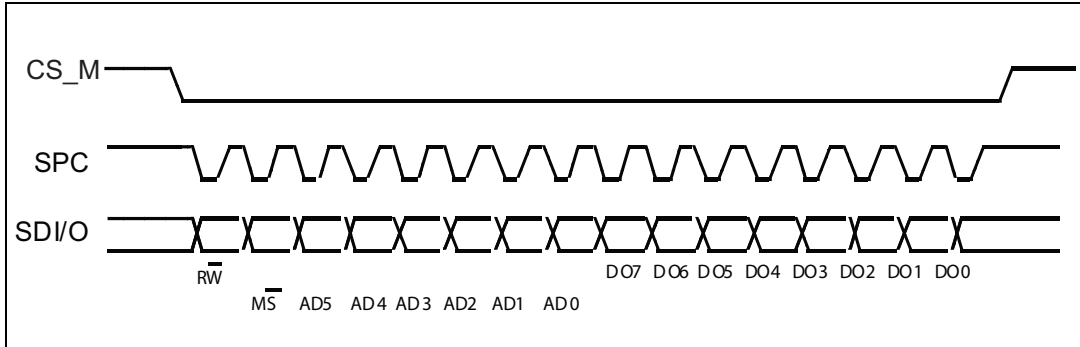 CS_M
SPC
SDI/O
RW DO7 DO6 DO5 DO4 DO3 DO2 DO1 DO0
MS AD5 AD4 AD3 AD2 AD1 AD0